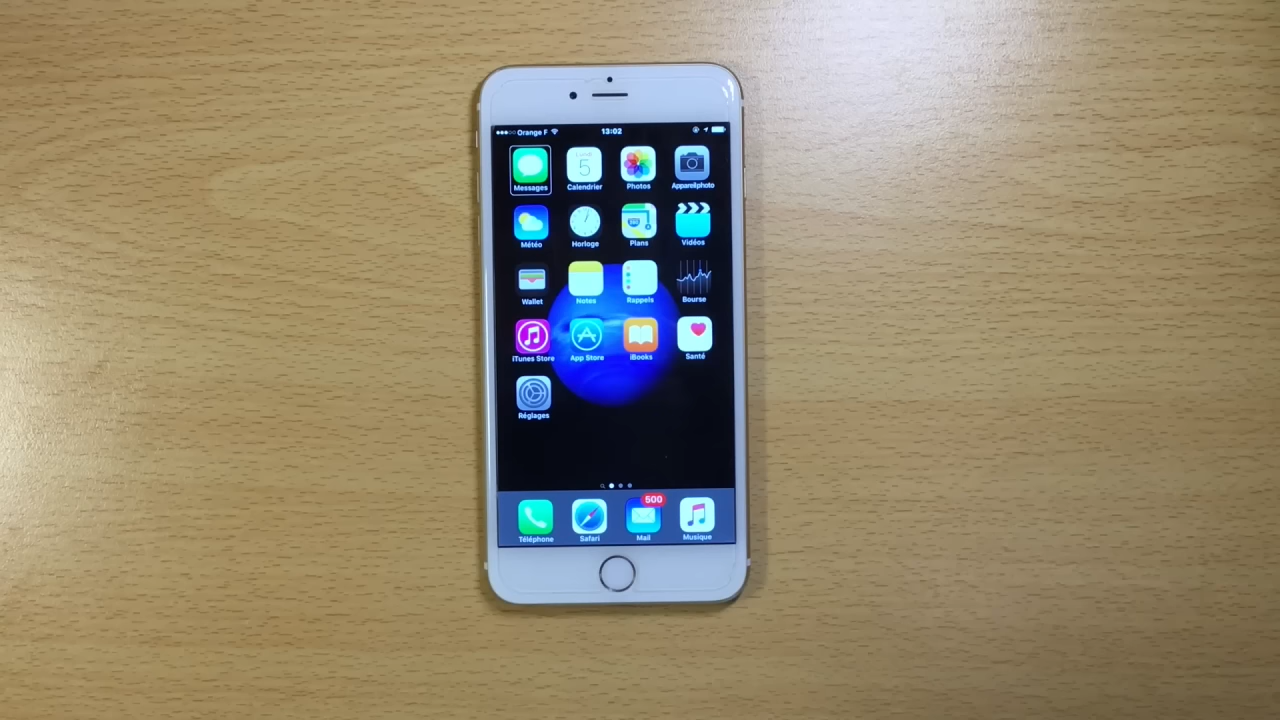 Orange F 13:02
Messages Calendrier Photos Appareil photo
Lundi
5
Météo Horloge Plans Vidéos
Wallet Notes Rappels Bourse
iTunes Store App Store iBooks Santé
Réglages
500
Téléphone Safari Mail Musique